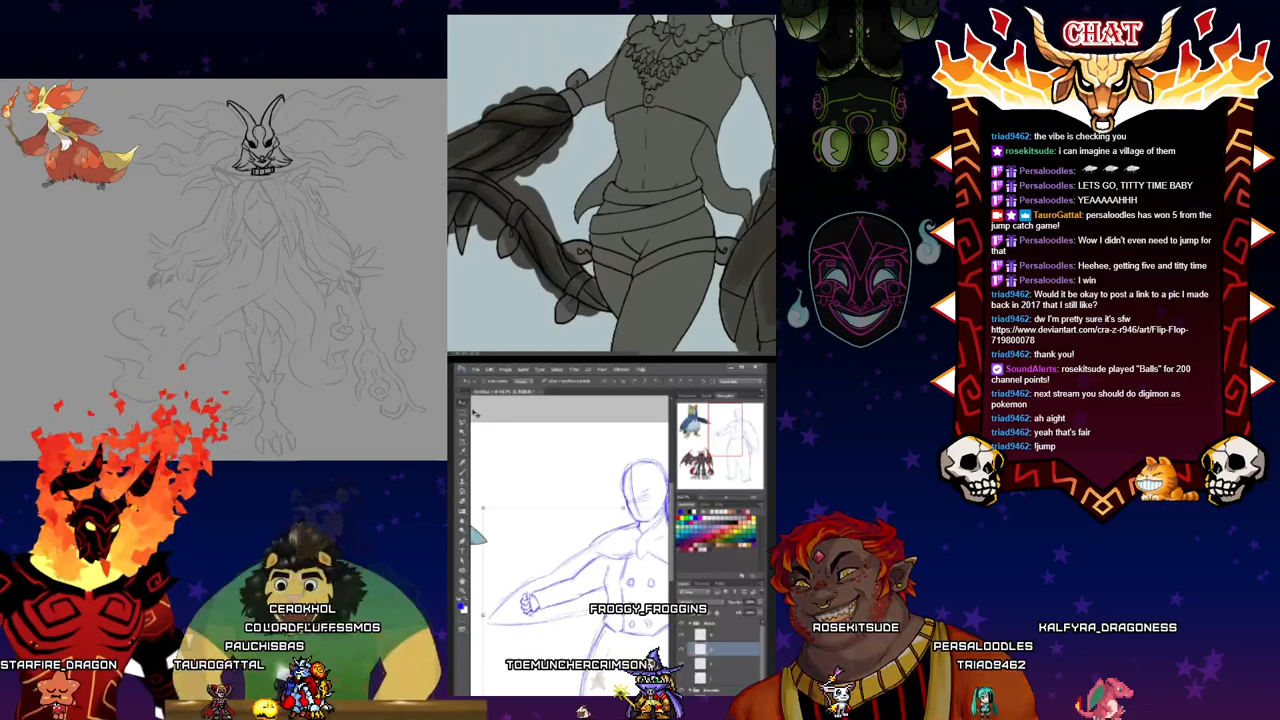 CHAT
triad9462: the vibe is checking you
rosekitsude: i can imagine a village of them
Persaloodles:
Persaloodles: LETS GO, TITTY TIME BABY
Persaloodles: YEAAAAAHHH
TauroGattal: persaloodles has won 5 from the
jump catch game!
Persaloodles: Wow I didn't even need to jump for
that
Persaloodles: Heehee, getting five and titty time
Persaloodles: I win
triad9462: Would it be okay to post a link to a pic I made
back in 2017 that I still like?
triad9462: dw I'm pretty sure it's sfw
https://www.deviantart.com/cra-z-r946/art/Flip-Flop-
719800078
triad9462: thank you!
SoundAlerts: rosekitsude played "Balls" for 200
channel points!
triad9462: next stream you should do digimon as
pokemon
triad9462: ah aight
triad9462: yeah that's fair
triad9462: !jump
CEROKHOL
COLORDFLUFFSSMOS
PAUCHISBAS
STARFIRE_DRAGON
TAUROGATTAL
FROGGY_FROGGINS
TOEMUNCHERCRIMSON
ROSEKITSUDE
KALFYRA_DRAGONESS
PERSALOODLES
TRIAD9462